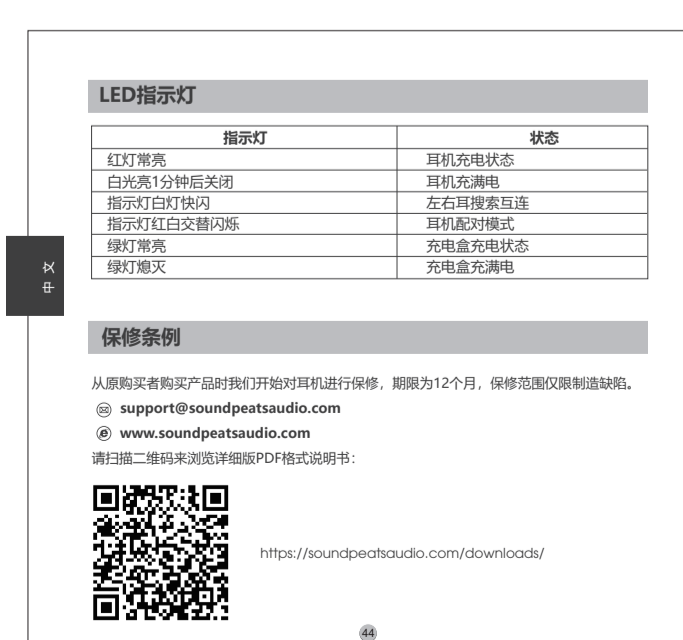 LED指示灯
指示灯 状态
红灯常亮 耳机充电状态
白光亮1分钟后关闭 耳机充满电
指示灯白灯快闪 左右耳搜索互连
指示灯红白交替闪烁 耳机配对模式
绿灯常亮 充电盒充电状态
绿灯熄灭 充电盒充满电
中文
保修条例
从原购买者购买产品时我们开始对耳机进行保修，期限为12个月，保修范围仅限制造缺陷。
support@soundpeatsaudio.com
www.soundpeatsaudio.com
请扫描二维码来浏览详细版PDF格式说明书：
https://soundpeatsaudio.com/downloads/
44